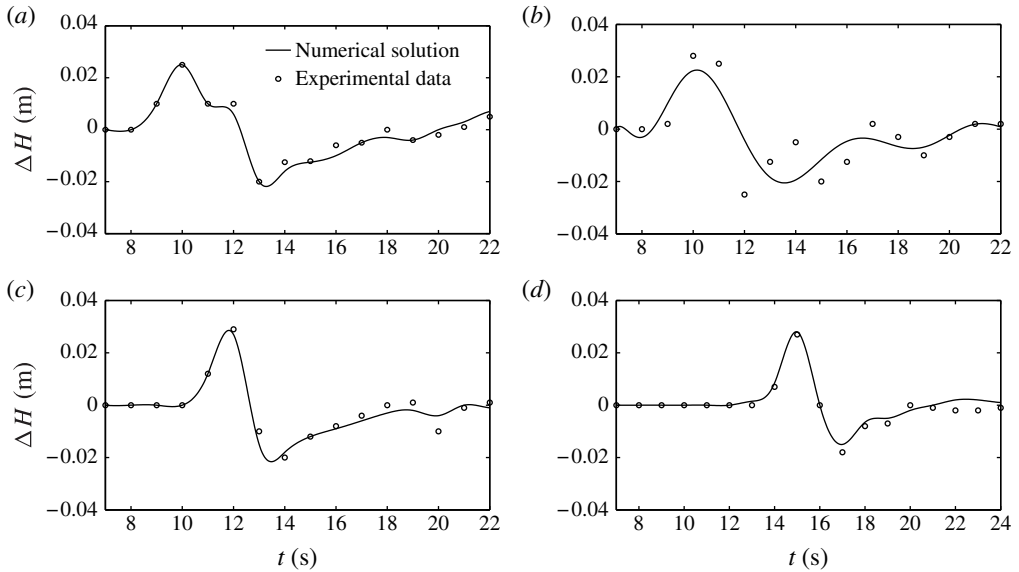 (a)
0.04
0.02
0
−0.02
−0.04
ΔH (m)
Numerical solution
Experimental data
8 10 12 14 16 18 20 22
(b)
0.04
0.02
0
−0.02
−0.04
8 10 12 14 16 18 20 22
(c)
0.04
0.02
0
−0.02
−0.04
ΔH (m)
8 10 12 14 16 18 20 22
t (s)
(d)
0.04
0.02
0
−0.02
−0.04
8 10 12 14 16 18 20 22 24
t (s)